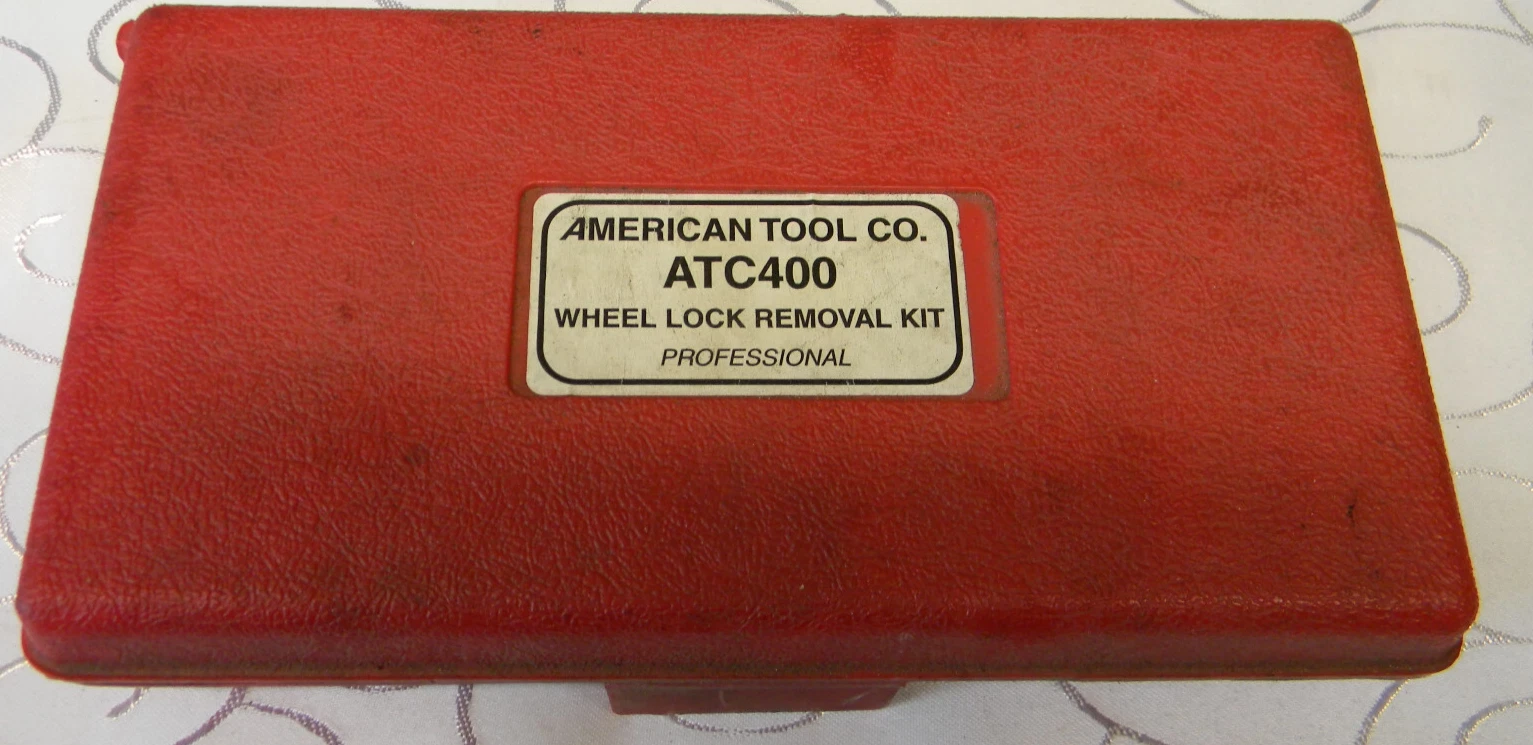 AMERICAN TOOL CO.
ATC400
WHEEL LOCK REMOVAL KIT
PROFESSIONAL